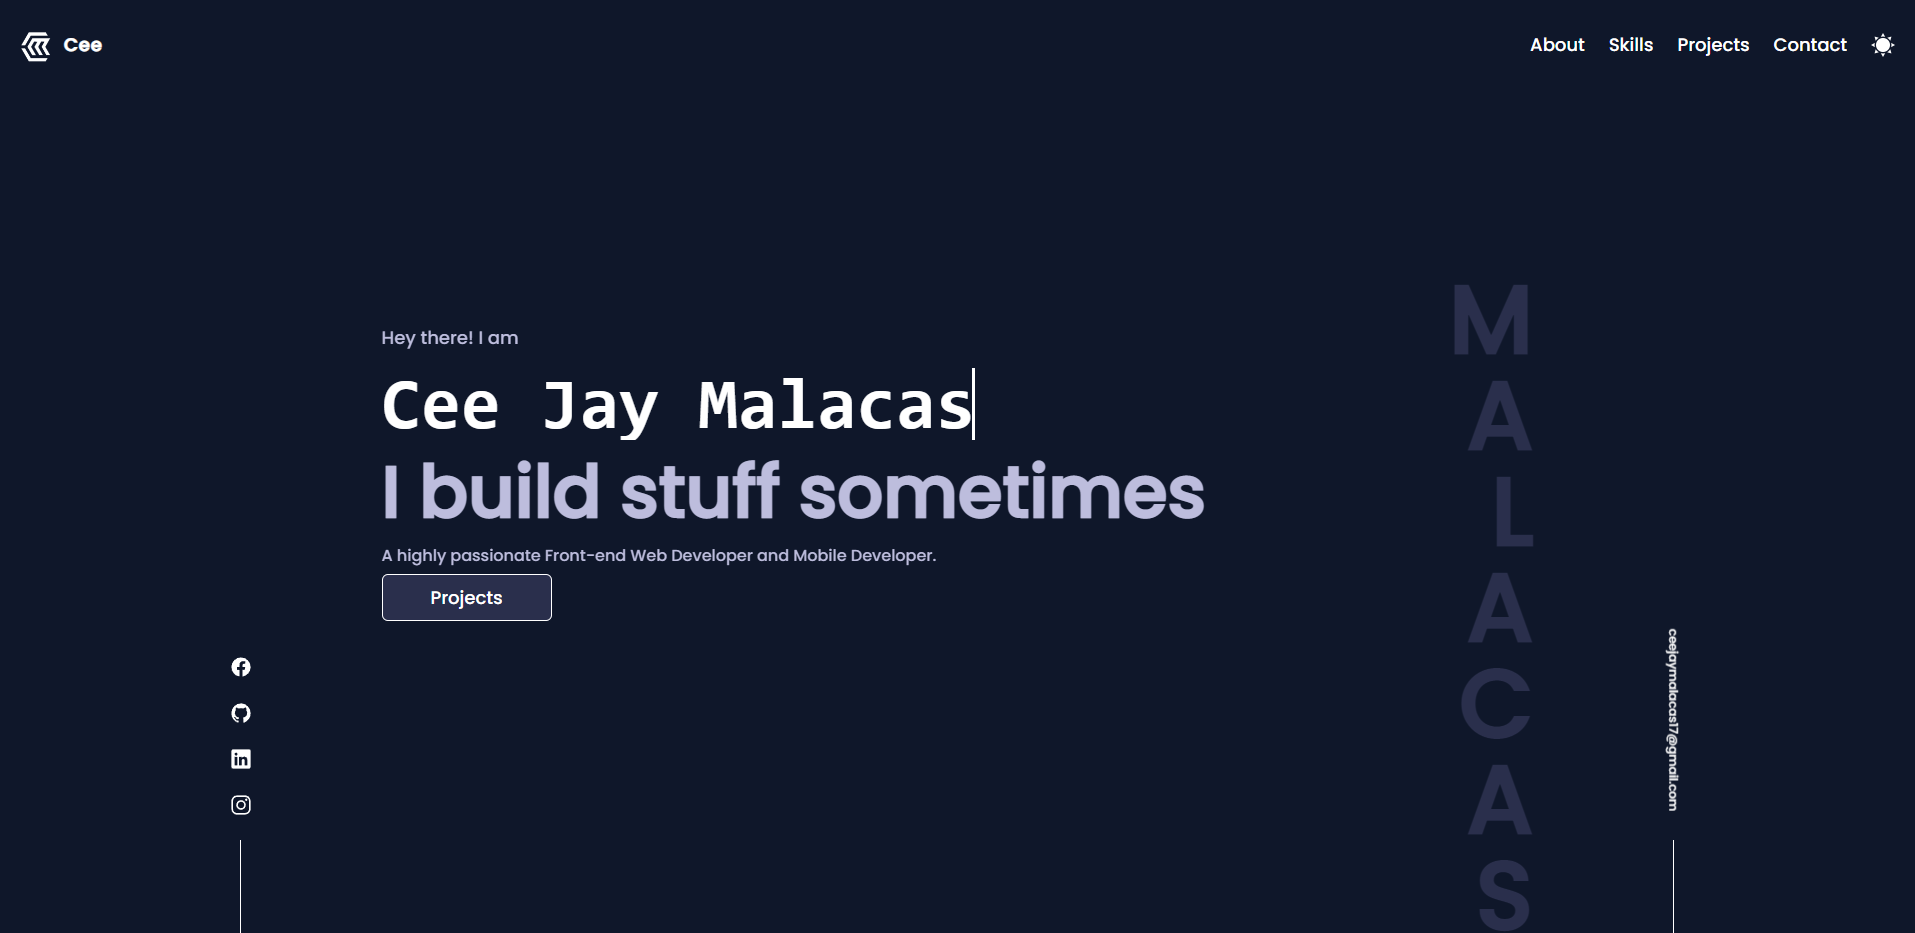 Cee
About Skills Projects Contact
Hey there! I am
Cee Jay Malacas
I build stuff sometimes
A highly passionate Front-end Web Developer and Mobile Developer.
Projects
MALACAS
ceejaymalacas17@gmail.com